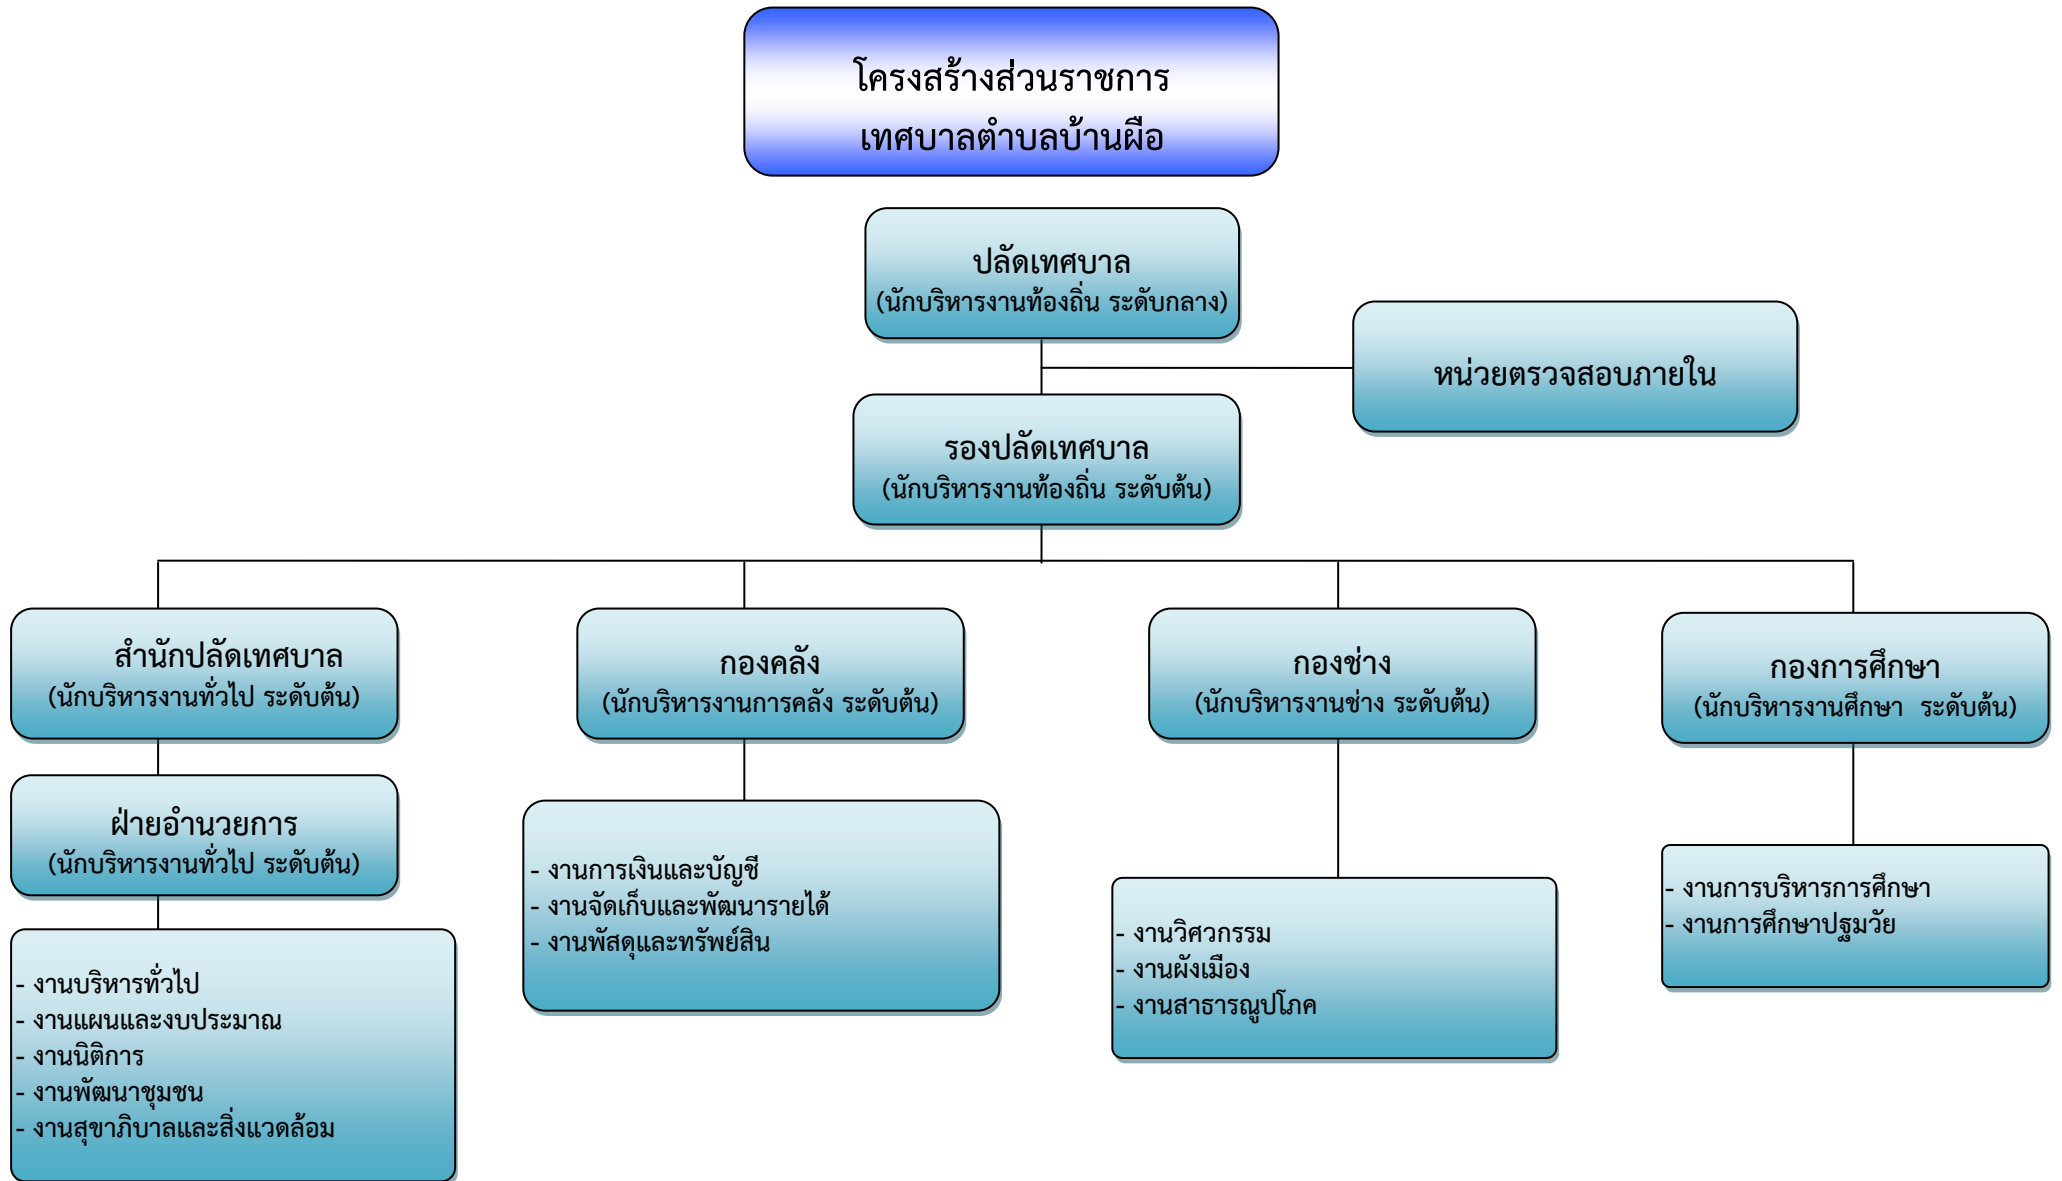 โครงสร้างส่วนราชการ
เทศบาลตำบลบ้านผือ
ปลัดเทศบาล
(นักบริหารงานท้องถิ่น ระดับกลาง)
หน่วยตรวจสอบภายใน
รองปลัดเทศบาล
(นักบริหารงานท้องถิ่น ระดับต้น)
สำนักปลัดเทศบาล
(นักบริหารงานทั่วไป ระดับต้น)
กองคลัง
(นักบริหารงานการคลัง ระดับต้น)
กองช่าง
(นักบริหารงานช่าง ระดับต้น)
กองการศึกษา
(นักบริหารงานศึกษา ระดับต้น)
ฝ่ายอำนวยการ
(นักบริหารงานทั่วไป ระดับต้น)
- งานบริหารทั่วไป
- งานแผนและงบประมาณ
- งานนิติการ
- งานพัฒนาชุมชน
- งานสุขาภิบาลและสิ่งแวดล้อม
- งานการเงินและบัญชี
- งานจัดเก็บและพัฒนารายได้
- งานพัสดุและทรัพย์สิน
- งานวิศวกรรม
- งานผังเมือง
- งานสาธารณูปโภค
- งานการบริหารการศึกษา
- งานการศึกษาปฐมวัย